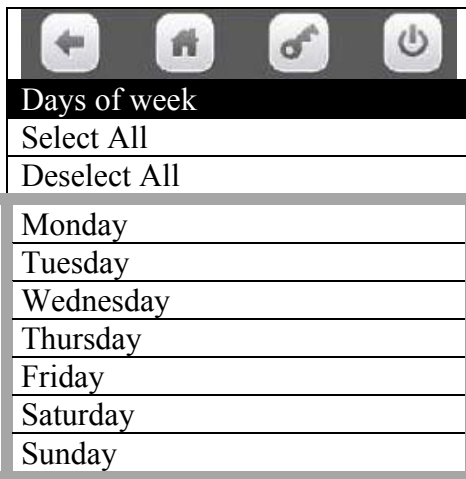 Days of week
Select All
Deselect All
Monday
Tuesday
Wednesday
Thursday
Friday
Saturday
Sunday